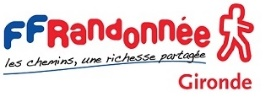 FFRandonnée
les chemins, une richesse partagée
Gironde